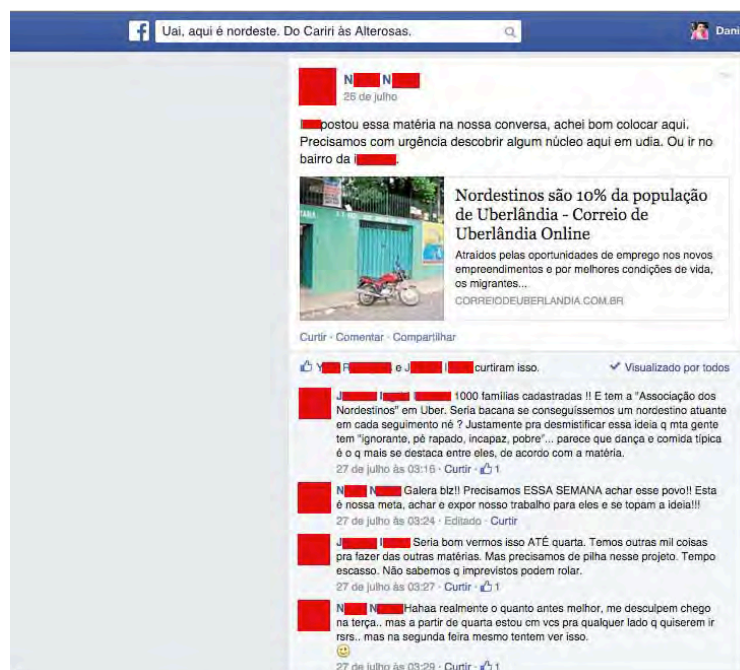 Uai, aqui é nordeste. Do Cariri às Alterosas.
Dani
N N
26 de julho
postou essa matéria na nossa conversa, achei bom colocar aqui.
Precisamos com urgência descobrir algum núcleo aqui em udia. Ou ir no
bairro da i .
Nordestinos são 10% da população
de Uberlândia - Correio de
Uberlândia Online
Atraídos pelas oportunidades de emprego nos novos
empreendimentos e por melhores condições de vida,
os migrantes...
CORREIODEUBERLANDIA.COM.BR
Curtir · Comentar · Compartilhar
Y R e J I curtiram isso.
Visualizado por todos
J I 1000 famílias cadastradas !! E tem a "Associação dos
Nordestinos" em Uber. Seria bacana se conseguíssemos um nordestino atuante
em cada seguimento né ? Justamente pra desmistificar essa ideia q mta gente
tem "ignorante, pé rapado, incapaz, pobre"... parece que dança e comida típica
é o q mais se destaca entre eles, de acordo com a matéria.
27 de julho às 03:16 · Curtir · 1
N N Galera blz!! Precisamos ESSA SEMANA achar esse povo!! Esta
é nossa meta, achar e expor nosso trabalho para eles e se topam a ideia!!!
27 de julho às 03:24 · Editado · Curtir
J I Seria bom vermos isso ATÉ quarta. Temos outras mil coisas
pra fazer das outras matérias. Mas precisamos de pilha nesse projeto. Tempo
escasso. Não sabemos q imprevistos podem rolar.
27 de julho às 03:27 · Curtir · 1
N N Hahaa realmente o quanto antes melhor, me desculpem chego
na terça.. mas a partir de quarta estou cm vcs pra qualquer lado q quiserem ir
rsrs.. mas na segunda feira mesmo tentem ver isso.
27 de julho às 03:29 · Curtir · 1